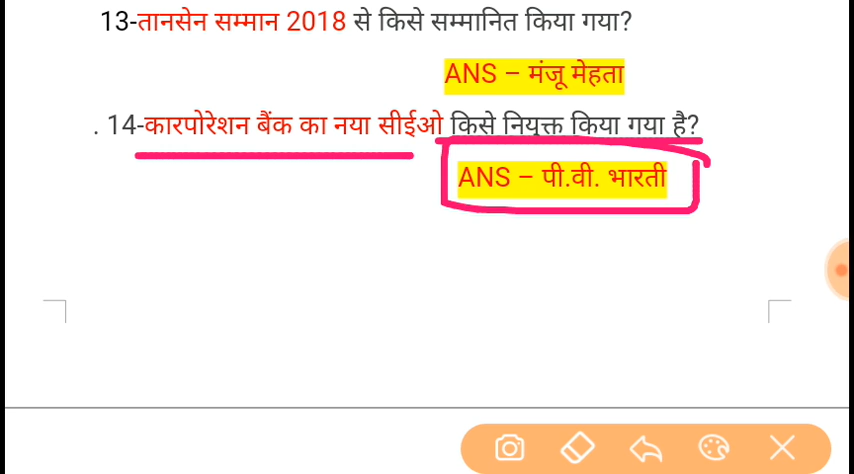 13-तानसेन सम्मान 2018 से किसे सम्मानित किया गया?
ANS – मंजू मेहता
. 14-कारपोरेशन बैंक का नया सीईओ किसे नियुक्त किया गया है?
ANS – पी.वी. भारती